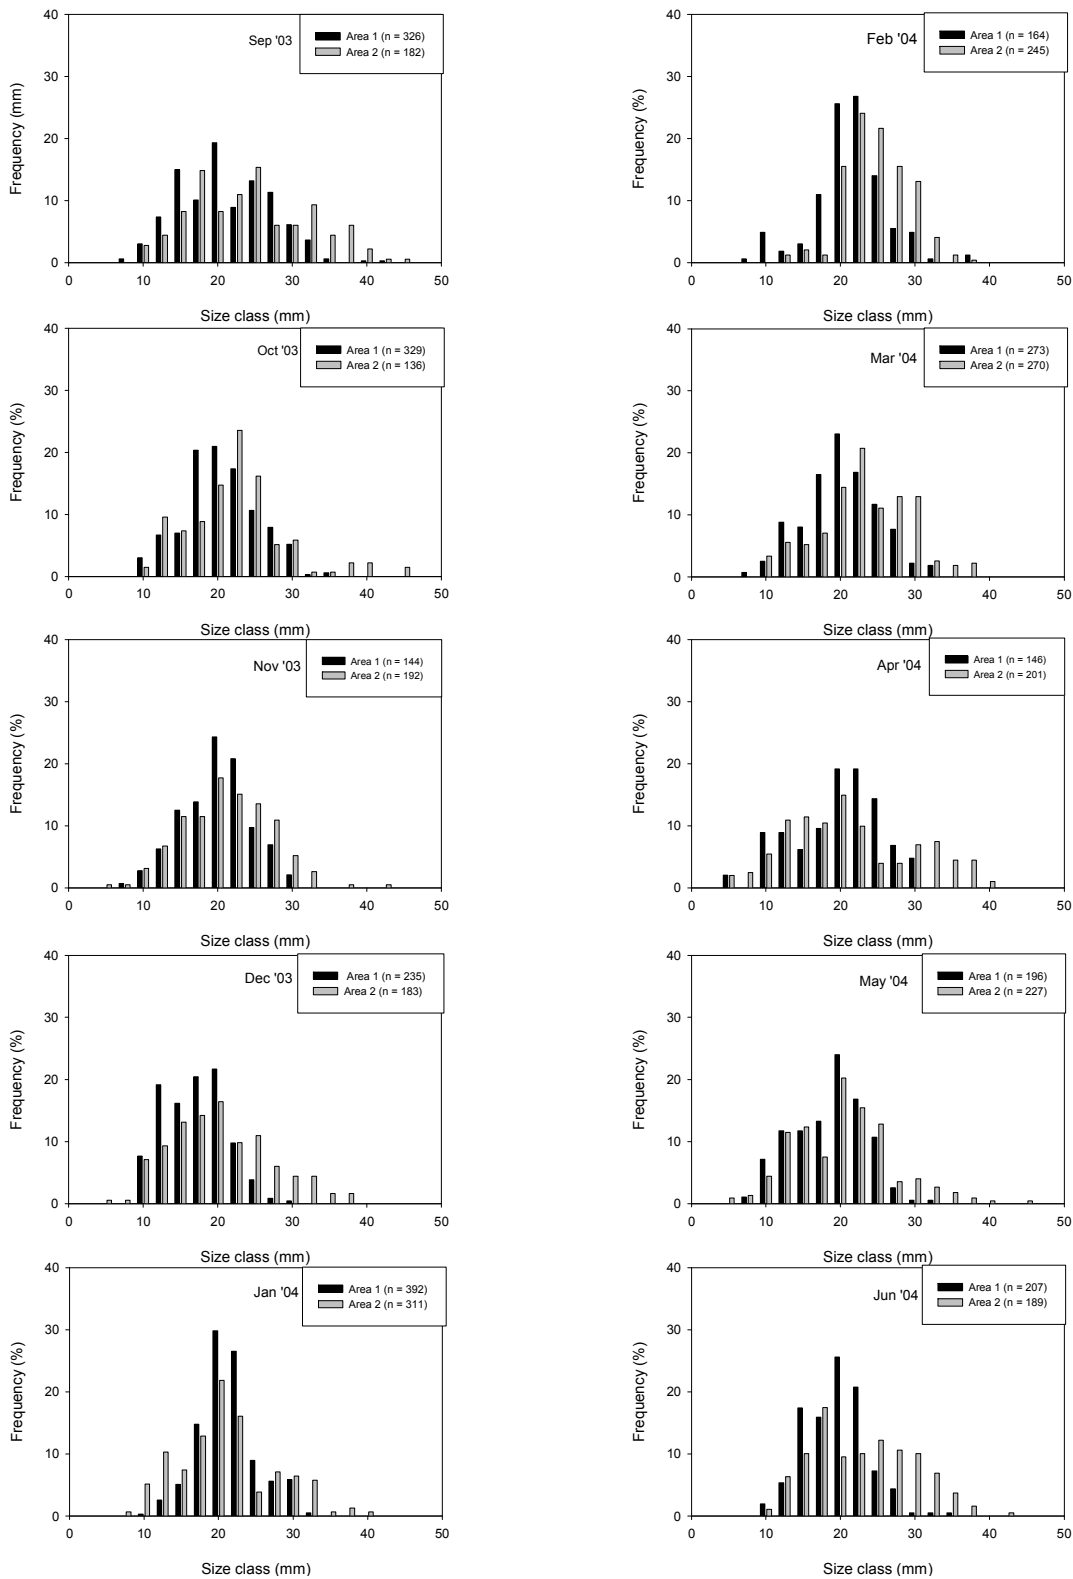 Sep '03
Area 1 (n = 326)
Area 2 (n = 182)
Frequency (mm)
40
30
20
10
0
0 10 20 30 40 50
Size class (mm)
Feb '04
Area 1 (n = 164)
Area 2 (n = 245)
Frequency (%)
40
30
20
10
0
0 10 20 30 40 50
Size class (mm)
Oct '03
Area 1 (n = 329)
Area 2 (n = 136)
Frequency (%)
40
30
20
10
0
0 10 20 30 40 50
Size class (mm)
Mar '04
Area 1 (n = 273)
Area 2 (n = 270)
Frequency (%)
40
30
20
10
0
0 10 20 30 40 50
Size class (mm)
Nov '03
Area 1 (n = 144)
Area 2 (n = 192)
Frequency (%)
40
30
20
10
0
0 10 20 30 40 50
Size class (mm)
Apr '04
Area 1 (n = 146)
Area 2 (n = 201)
Frequency (%)
40
30
20
10
0
0 10 20 30 40 50
Size class (mm)
Dec '03
Area 1 (n = 235)
Area 2 (n = 183)
Frequency (%)
40
30
20
10
0
0 10 20 30 40 50
Size class (mm)
May '04
Area 1 (n = 196)
Area 2 (n = 227)
Frequency (%)
40
30
20
10
0
0 10 20 30 40 50
Size class (mm)
Jan '04
Area 1 (n = 392)
Area 2 (n = 311)
Frequency (%)
40
30
20
10
0
0 10 20 30 40 50
Size class (mm)
Jun '04
Area 1 (n = 207)
Area 2 (n = 189)
Frequency (%)
40
30
20
10
0
0 10 20 30 40 50
Size class (mm)